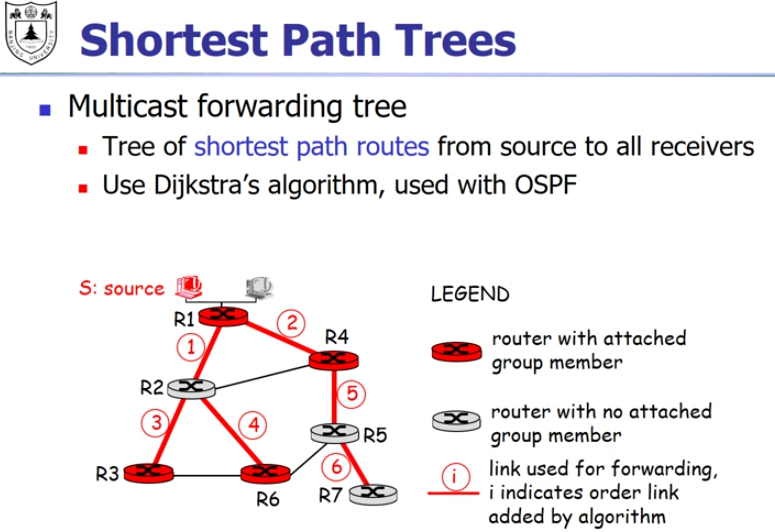 Shortest Path Trees
Multicast forwarding tree
Tree of shortest path routes from source to all receivers
Use Dijkstra's algorithm, used with OSPF
S: source
R1
2
R4
1
R2
5
3
4
R5
R3
6
R6
R7
LEGEND
router with attached
group member
router with no attached
group member
i
link used for forwarding,
i indicates order link
added by algorithm